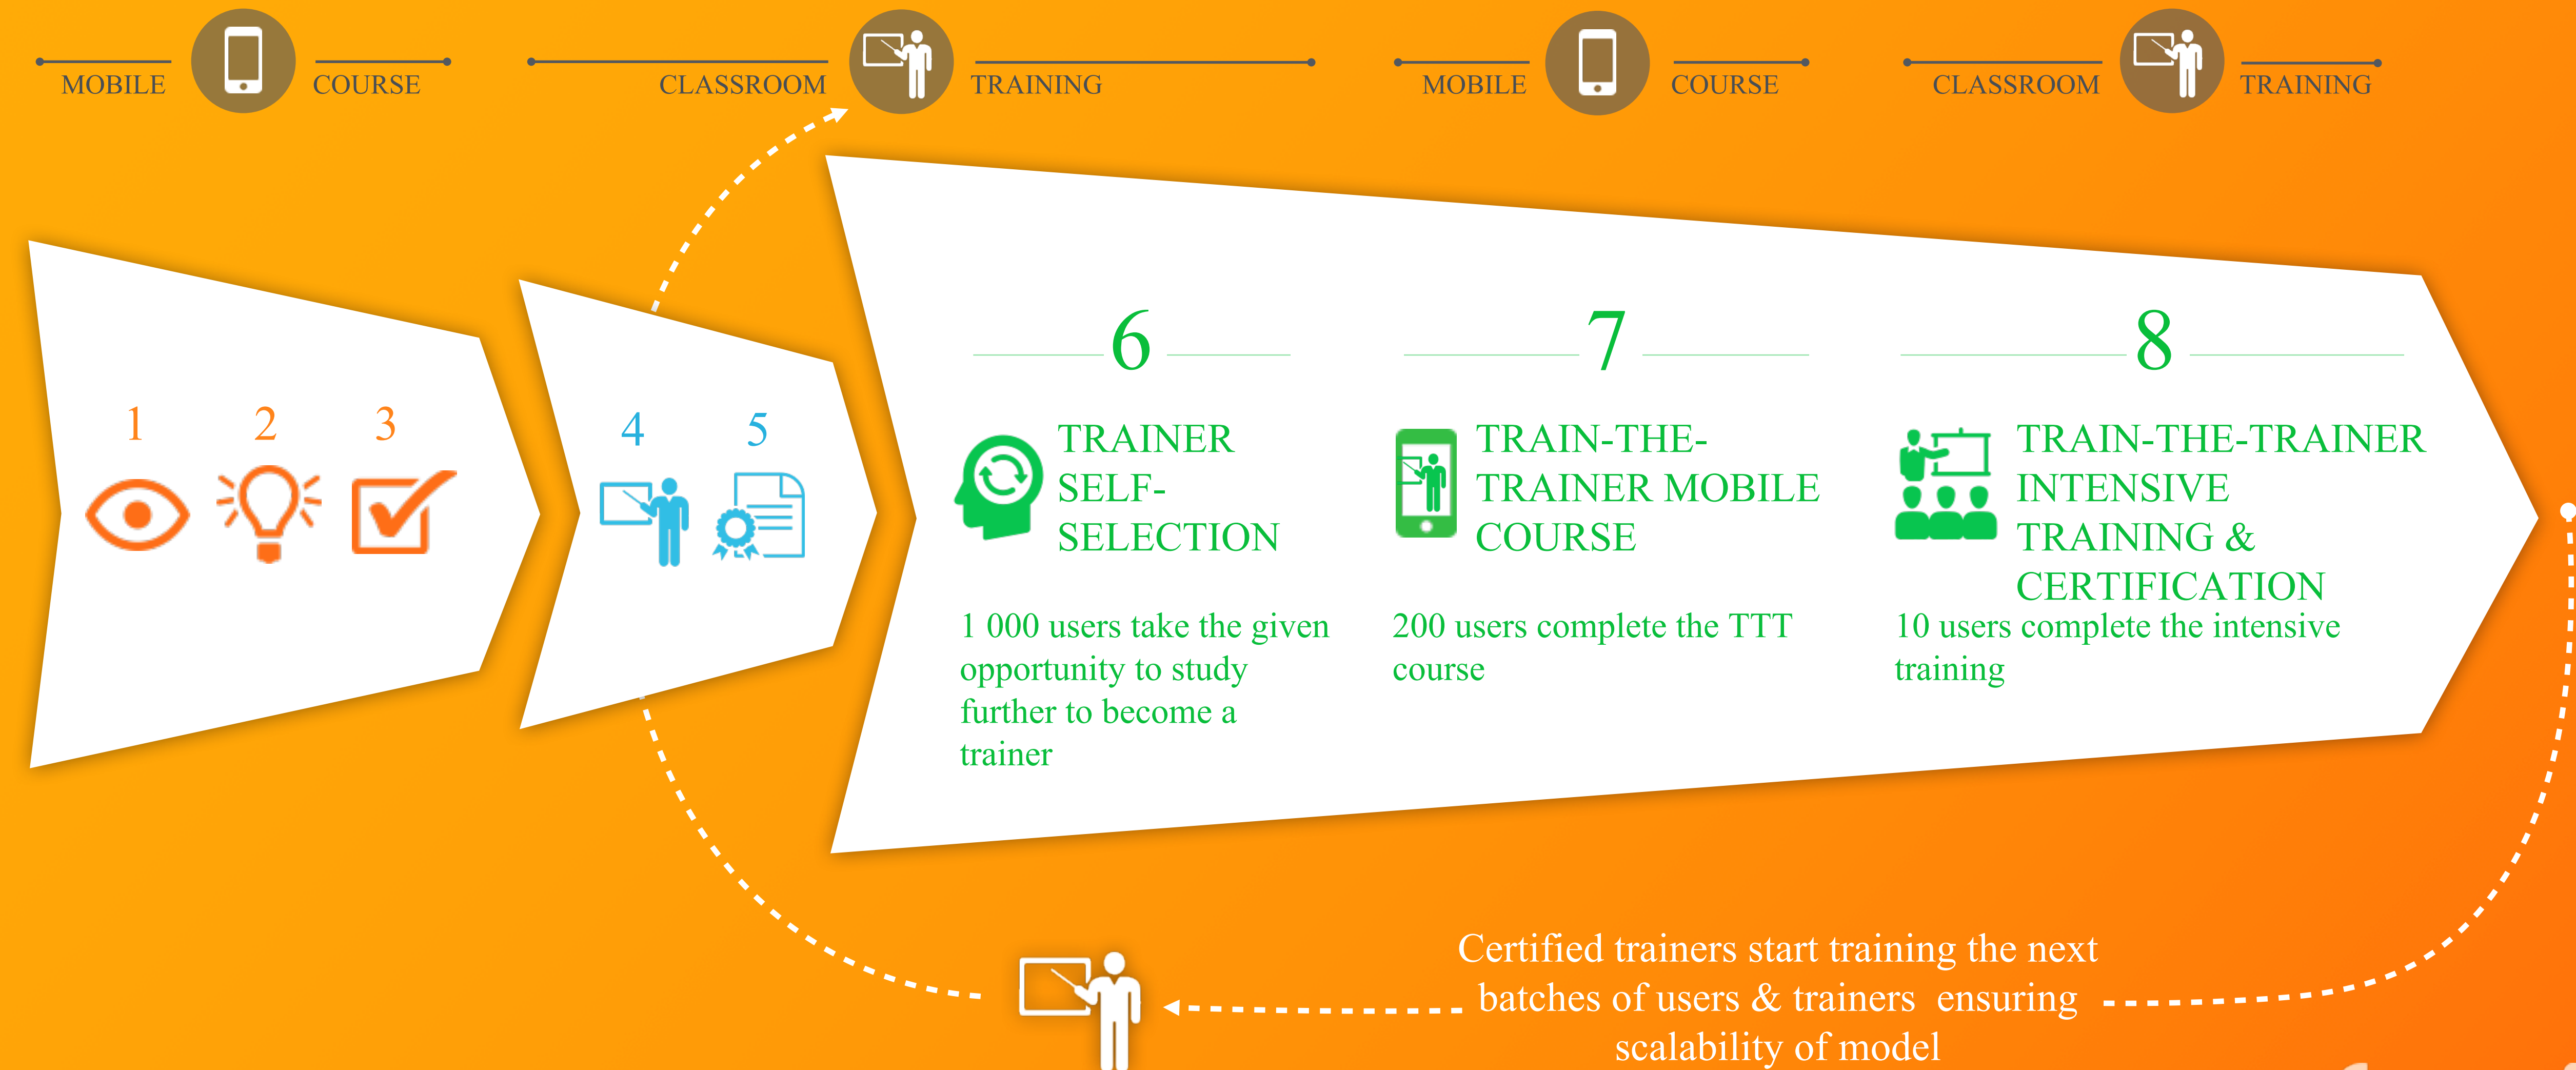 MOBILE COURSE
CLASSROOM TRAINING
MOBILE COURSE
CLASSROOM TRAINING
1 2 3
4 5
6
TRAINER
SELF-
SELECTION
1 000 users take the given
opportunity to study
further to become a
trainer
7
TRAIN-THE-
TRAINER MOBILE
COURSE
200 users complete the TTT
course
8
TRAIN-THE-TRAINER
INTENSIVE
TRAINING &
CERTIFICATION
10 users complete the intensive
training
Certified trainers start training the next
batches of users & trainers ensuring
scalability of model